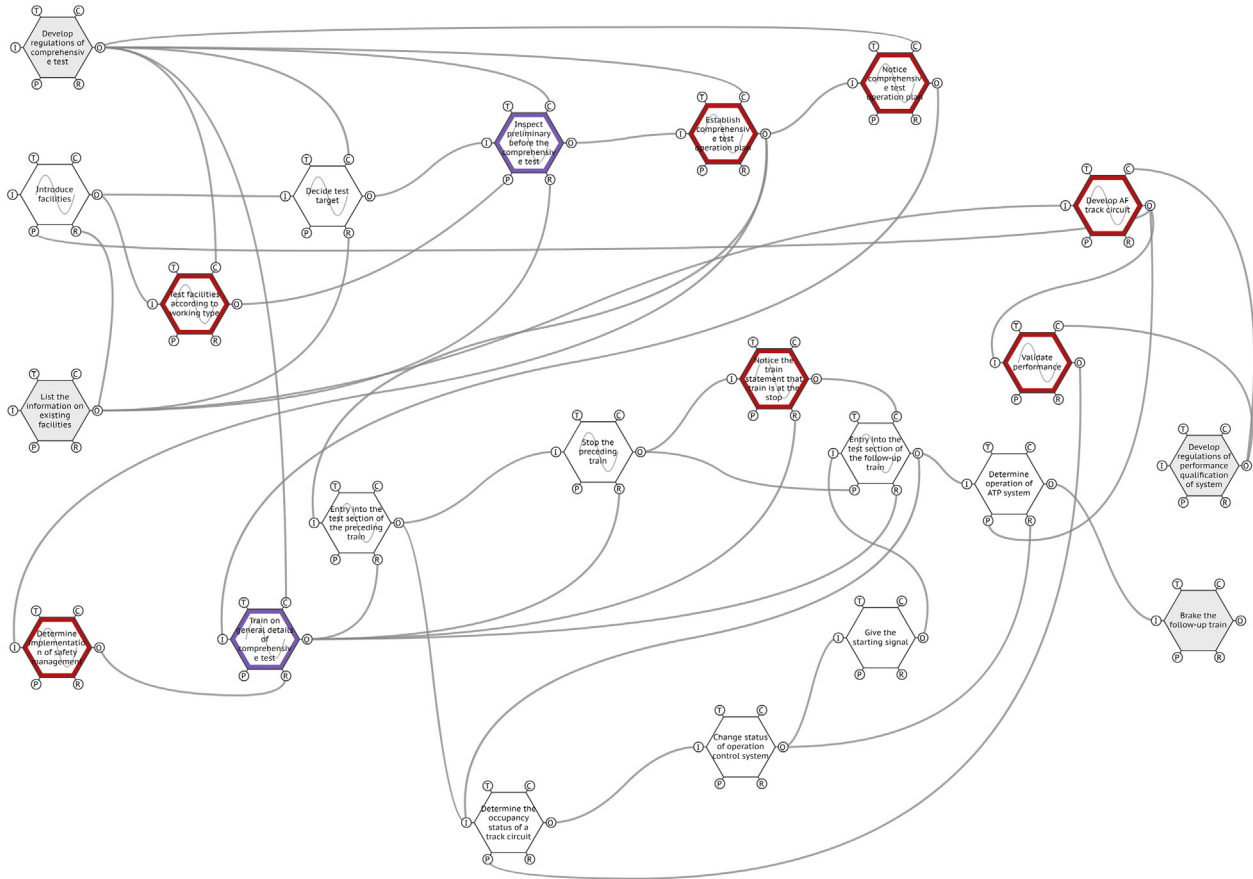 T C
Develop
regulations of
comprehensiv
e test
I O
P R
T C
Notice
comprehensiv
e test
operation plan
I O
P R
T C
Inspect
preliminary
before the
comprehensiv
e test
I O
P R
T C
Establish
comprehensiv
e test
operation plan
I O
P R
T C
Introduce
facilities
I O
P R
T C
Decide test
target
I O
P R
T C
Develop AF
track circuit
I O
P R
T C
Test facilities
according to
working type
I O
P R
T C
List the
information on
existing
facilities
I O
P R
T C
Notice the
train
statement that
train is at the
stop
I O
P R
T C
Validate
performance
I O
P R
T C
Stop the
preceding
train
I O
P R
T C
Entry into the
test section of
the follow-up
train
I O
P R
T C
Determine
operation of
ATP system
I O
P R
T C
Develop
regulations of
performance
qualification
of system
I O
P R
T C
Entry into the
test section of
the preceding
train
I O
P R
T C
Determine
implementatio
n of safety
management
I O
P R
T C
Train on
general details
of
comprehensiv
e test
I O
P R
T C
Give the
starting signal
I O
P R
T C
Brake the
follow-up train
I O
P R
T C
Change status
of operation
control system
I O
P R
T C
Determine the
occupancy
status of a
track circuit
I O
P R